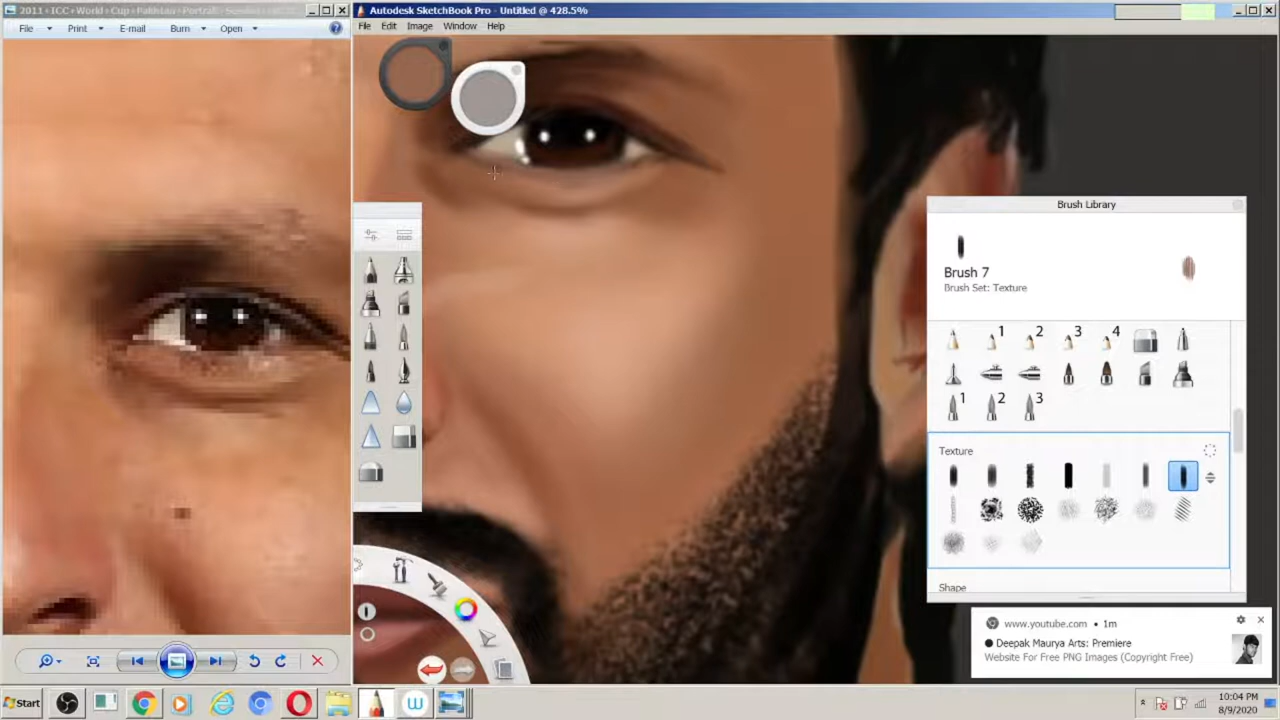 2011+ICC+World+Cup+Pakistan+Portrait+Session+
File Print E-mail Burn Open
Autodesk SketchBook Pro - Untitled @ 428.5%
File Edit Image Window Help
Brush Library
Brush 7
Brush Set: Texture
1 2 3 4
1 2 3
Texture
Shape
www.youtube.com • 1m
Deepak Maurya Arts: Premiere
Website For Free PNG Images (Copyright Free)
Start
W
10:04 PM
8/9/2020